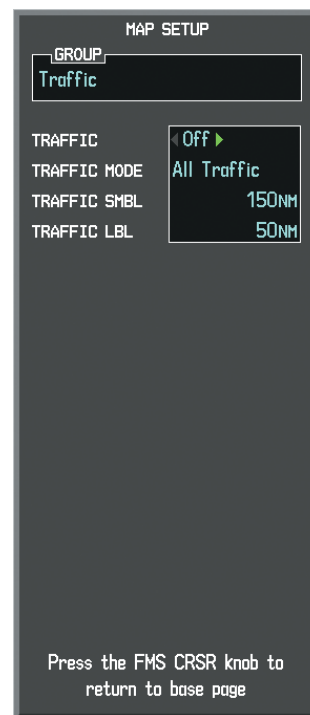 MAP SETUP
GROUP
Traffic
TRAFFIC Off
TRAFFIC MODE All Traffic
TRAFFIC SMBL 150NM
TRAFFIC LBL 50NM
Press the FMS CRSR knob to
return to base page